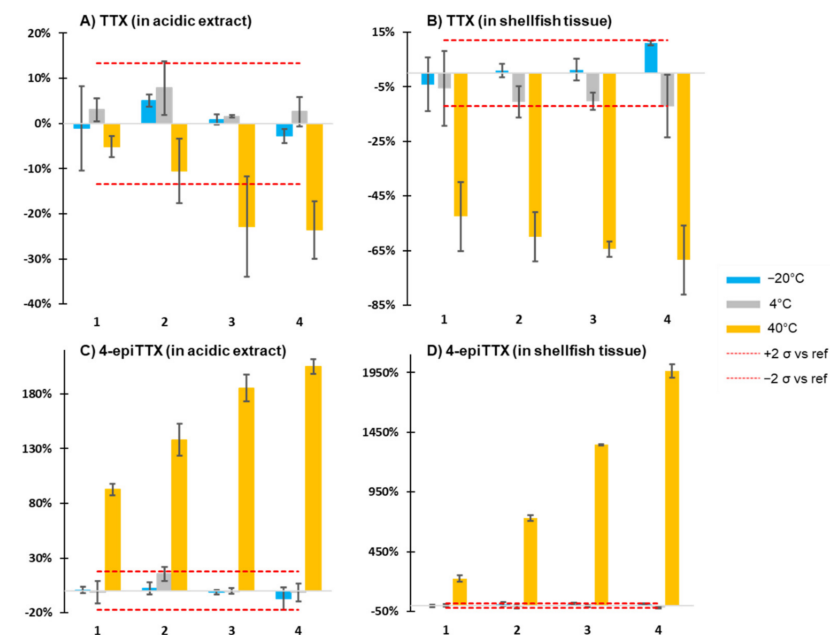 A) TTX (in acidic extract)
20%
10%
0%
-10%
-20%
-30%
-40%
1 2 3 4
B) TTX (in shellfish tissue)
15%
-5%
-25%
-45%
-65%
-85%
1 2 3 4
C) 4-epiTTX (in acidic extract)
180%
130%
80%
30%
-20%
1 2 3 4
D) 4-epiTTX (in shellfish tissue)
1950%
1450%
950%
450%
-50%
1 2 3 4
−20°C
4°C
40°C
+2 σ vs ref
−2 σ vs ref